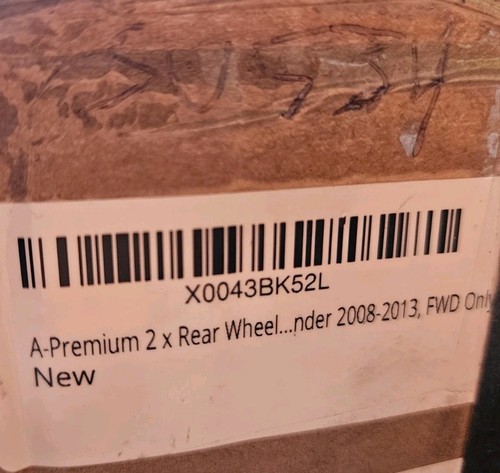 X0043BK52L
A-Premium 2 x Rear Wheel...nder 2008-2013, FWD Only
New